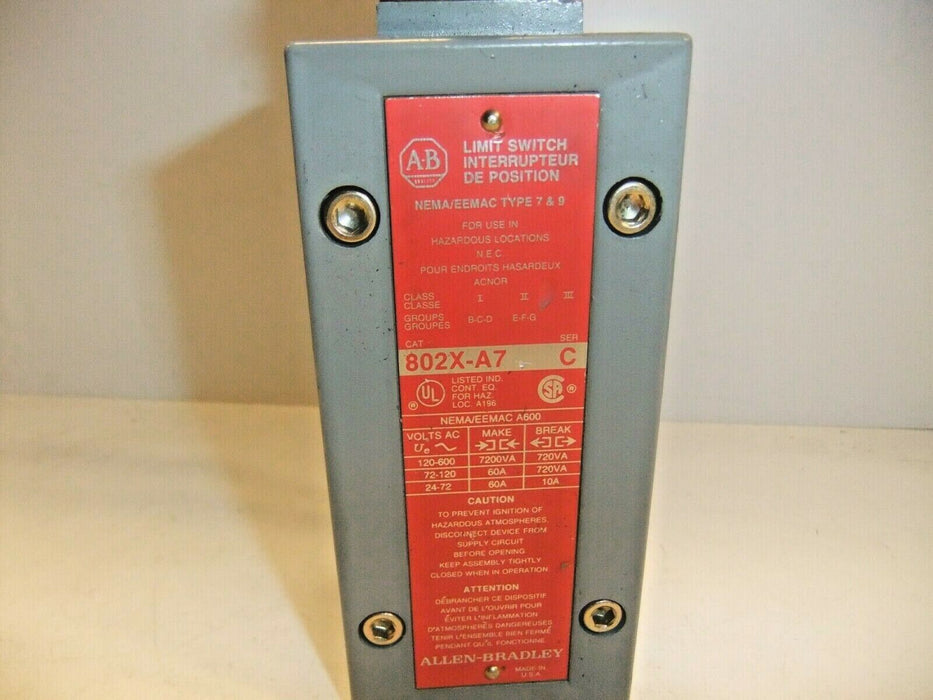 A-B
QUALITY
LIMIT SWITCH
INTERRUPTEUR
DE POSITION
NEMA/EEMAC TYPE 7 & 9
FOR USE IN
HAZARDOUS LOCATIONS
N.E.C.
POUR ENDROITS HASARDEUX
ACNOR
CLASS I II III
CLASSE
GROUPS B-C-D E-F-G
GROUPES
CAT SER
802X-A7 C
UL ®
LISTED IND.
CONT. EQ.
FOR HAZ.
LOC. A196
SA ®
NEMA/EEMAC A600
VOLTS AC MAKE BREAK
Ue ~
120-600 7200VA 720VA
72-120 60A 720VA
24-72 60A 10A
CAUTION
TO PREVENT IGNITION OF
HAZARDOUS ATMOSPHERES,
DISCONNECT DEVICE FROM
SUPPLY CIRCUIT
BEFORE OPENING
KEEP ASSEMBLY TIGHTLY
CLOSED WHEN IN OPERATION
ATTENTION
DÉBRANCHER CE DISPOSITIF
AVANT DE L'OUVRIR POUR
ÉVITER L'INFLAMMATION
D'ATMOSPHÈRES DANGEREUSES
TENIR L'ENSEMBLE BIEN FERMÉ
PENDANT QU'IL FONCTIONNE.
ALLEN-BRADLEY
MADE IN
U.S.A.